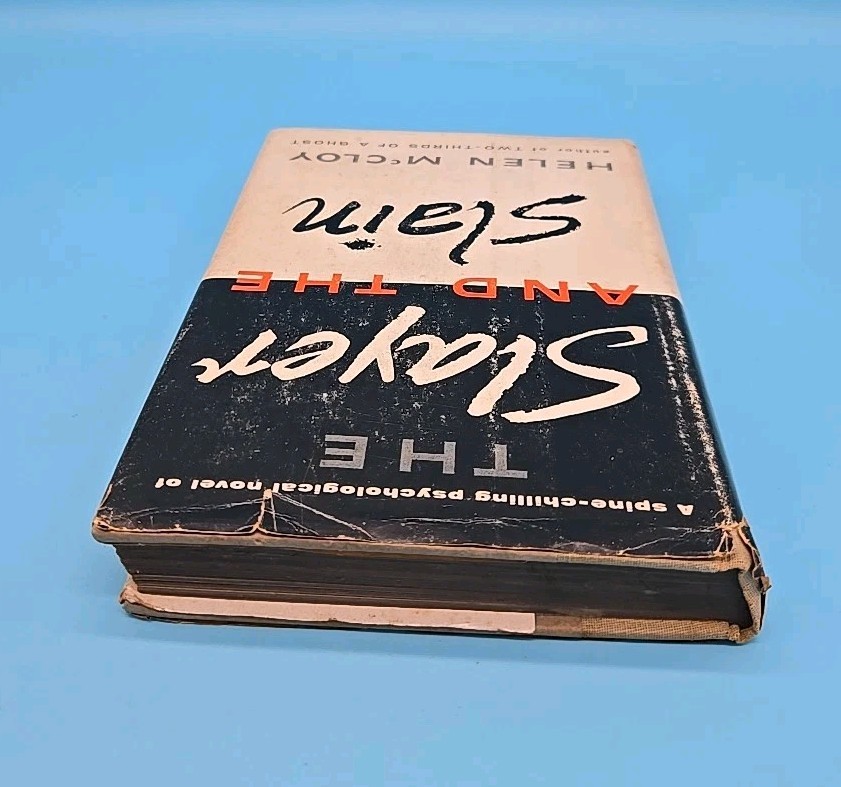 A spine-chilling psychological novel of
THE
Slayer
AND THE
Slain
HELEN McCLOY
author of TWO-THIRDS OF A GHOST